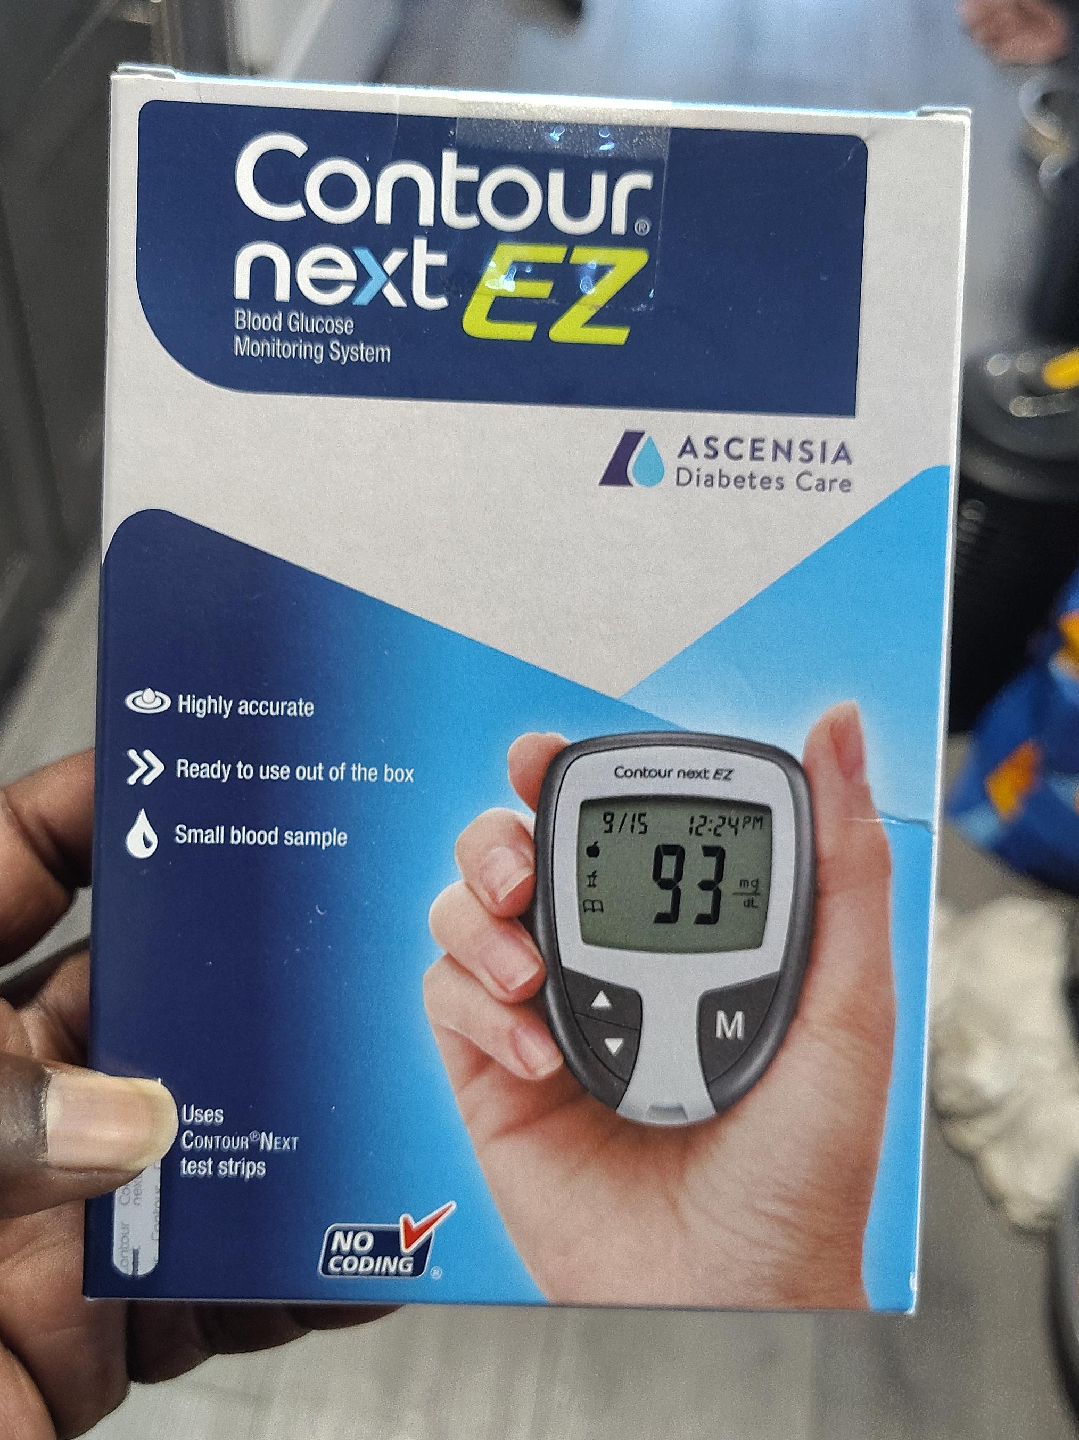 Contour®
next EZ
Blood Glucose
Monitoring System
ASCENSIA
Diabetes Care
Highly accurate
Ready to use out of the box
Small blood sample
Contour next EZ
9/15 12:24 PM
93 mg/dL
M
Uses
CONTOUR®NEXT
test strips
NO
CODING®